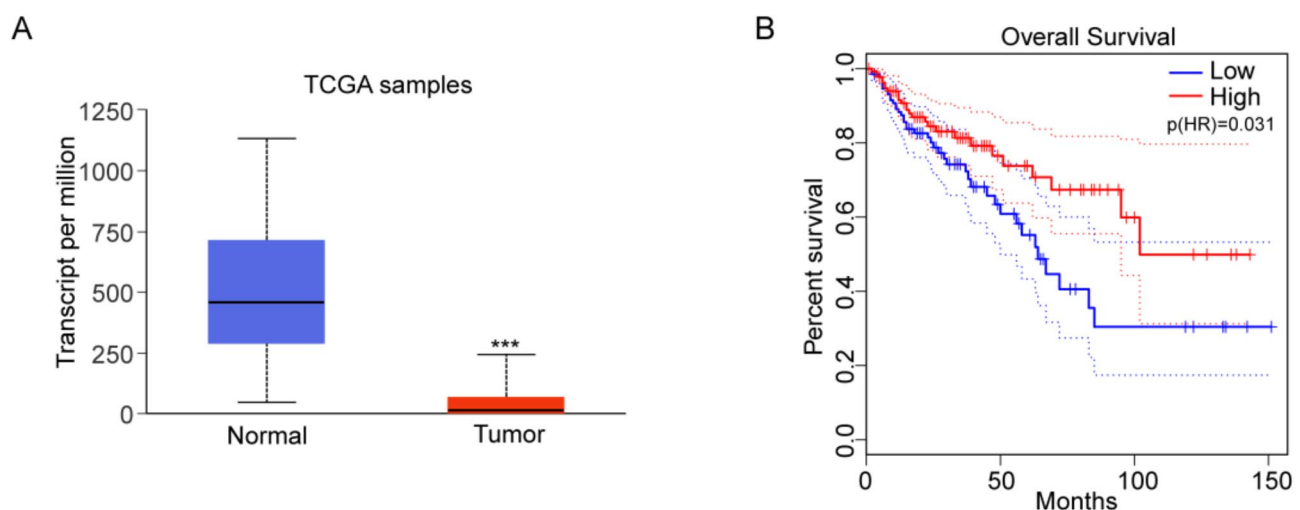 A
TCGA samples
Transcript per million
1250
1000
750
500
250
0
***
Normal
Tumor
B
Overall Survival
Low
High
p(HR)=0.031
Percent survival
1.0
0.8
0.6
0.4
0.2
0.0
0
50
100
150
Months